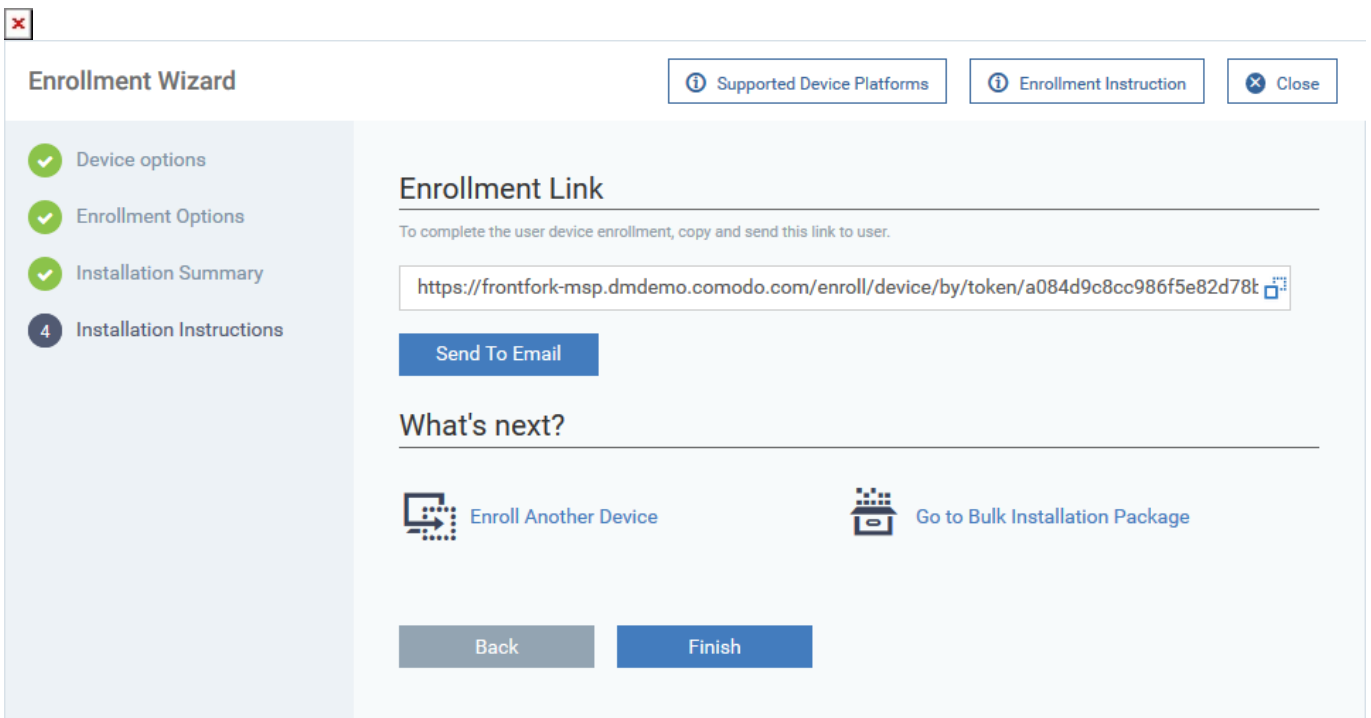 Enrollment Wizard
Supported Device Platforms
Enrollment Instruction
Close
Device options
Enrollment Options
Installation Summary
4 Installation Instructions
Enrollment Link
To complete the user device enrollment, copy and send this link to user.
https://frontfork-msp.dmdemo.comodo.com/enroll/device/by/token/a084d9c8cc986f5e82d78b
Send To Email
What's next?
Enroll Another Device
Go to Bulk Installation Package
Back
Finish